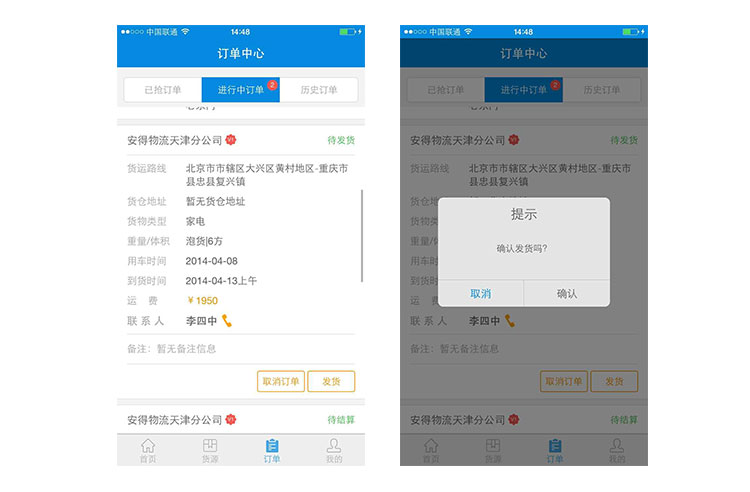 中国联通 14:48
订单中心
已抢订单 进行中订单 2 历史订单
安得物流天津分公司 待发货
货运路线 北京市市辖区大兴区黄村地区-重庆市
县忠县复兴镇
货仓地址 暂无货仓地址
货物类型 家电
重量/体积 泡货|6方
用车时间 2014-04-08
到货时间 2014-04-13上午
运 费 ￥1950
联 系 人 李四中
备注：暂无备注信息
取消订单 发货
安得物流天津分公司 待结算
首页 货源 订单 我的
中国联通 14:48
订单中心
已抢订单 进行中订单 2 历史订单
安得物流天津分公司 待发货
货运路线 北京市市辖区大兴区黄村地区-重庆市
县忠县复兴镇
货仓地
货物类
重量/体
用车时
到货时
提示
确认发货吗?
取消 确认
运 费 ￥1950
联 系 人 李四中
备注：暂无备注信息
取消订单 发货
安得物流天津分公司 待结算
首页 货源 订单 我的